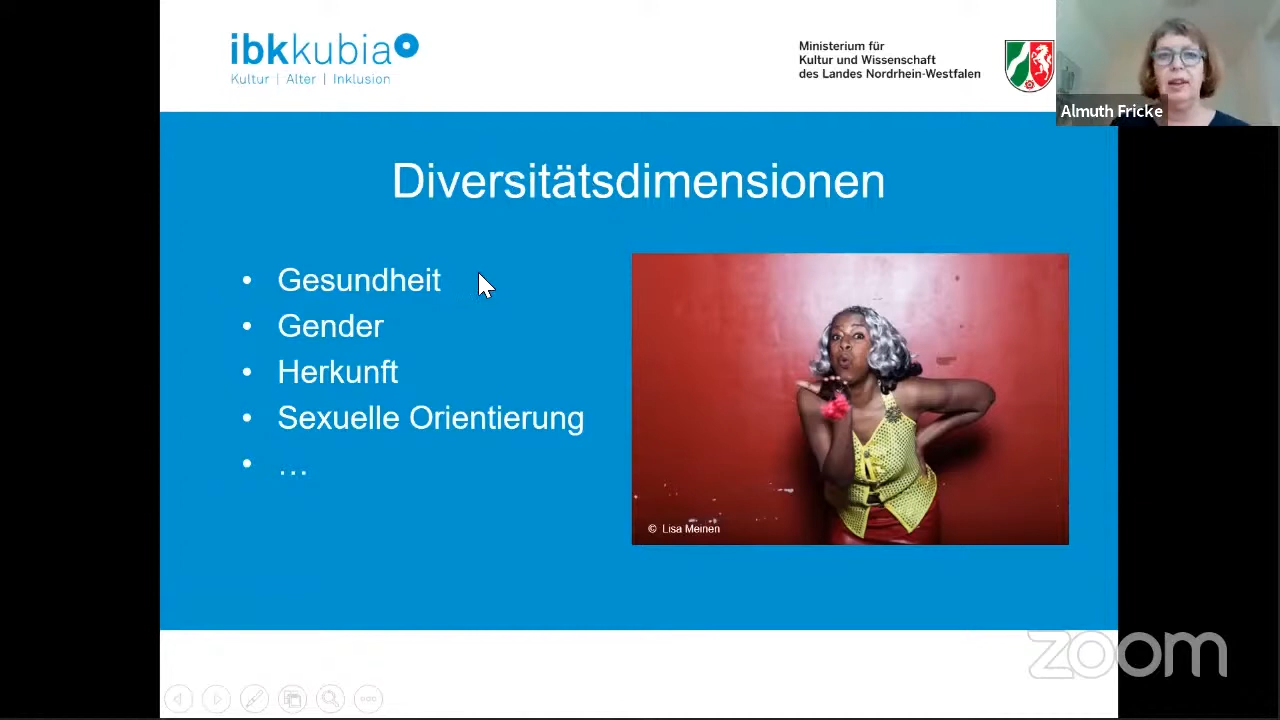 ibkkubia
Kultur | Alter | Inklusion
Ministerium für
Kultur und Wissenschaft
des Landes Nordrhein-Westfalen
Almuth Fricke
Diversitätsdimensionen
• Gesundheit
• Gender
• Herkunft
• Sexuelle Orientierung
• …
© Lisa Meinen
zoom